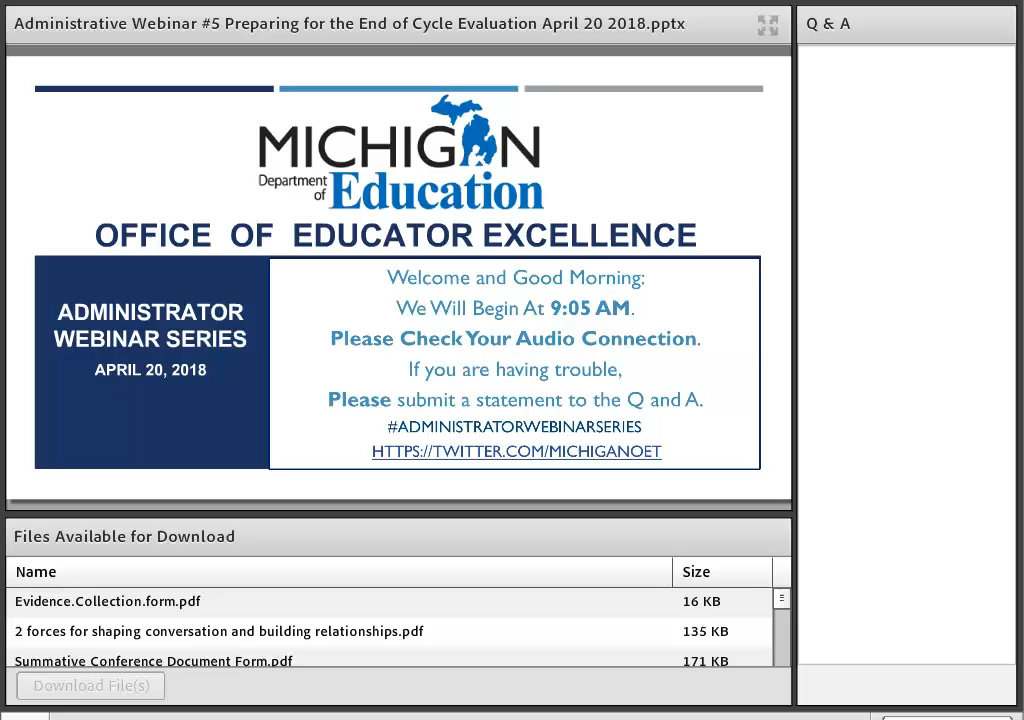 Administrative Webinar #5 Preparing for the End of Cycle Evaluation April 20 2018.pptx
Q & A
MICHIGAN
Department of Education
OFFICE OF EDUCATOR EXCELLENCE
ADMINISTRATOR
WEBINAR SERIES
APRIL 20, 2018
Welcome and Good Morning:
We Will Begin At 9:05 AM.
Please Check Your Audio Connection.
If you are having trouble,
Please submit a statement to the Q and A.
#ADMINISTRATORWEBINARSERIES
HTTPS://TWITTER.COM/MICHIGANOET
Files Available for Download
Name Size
Evidence.Collection.form.pdf 16 KB
2 forces for shaping conversation and building relationships.pdf 135 KB
Summative Conference Document Form.pdf 171 KB
Download File(s)